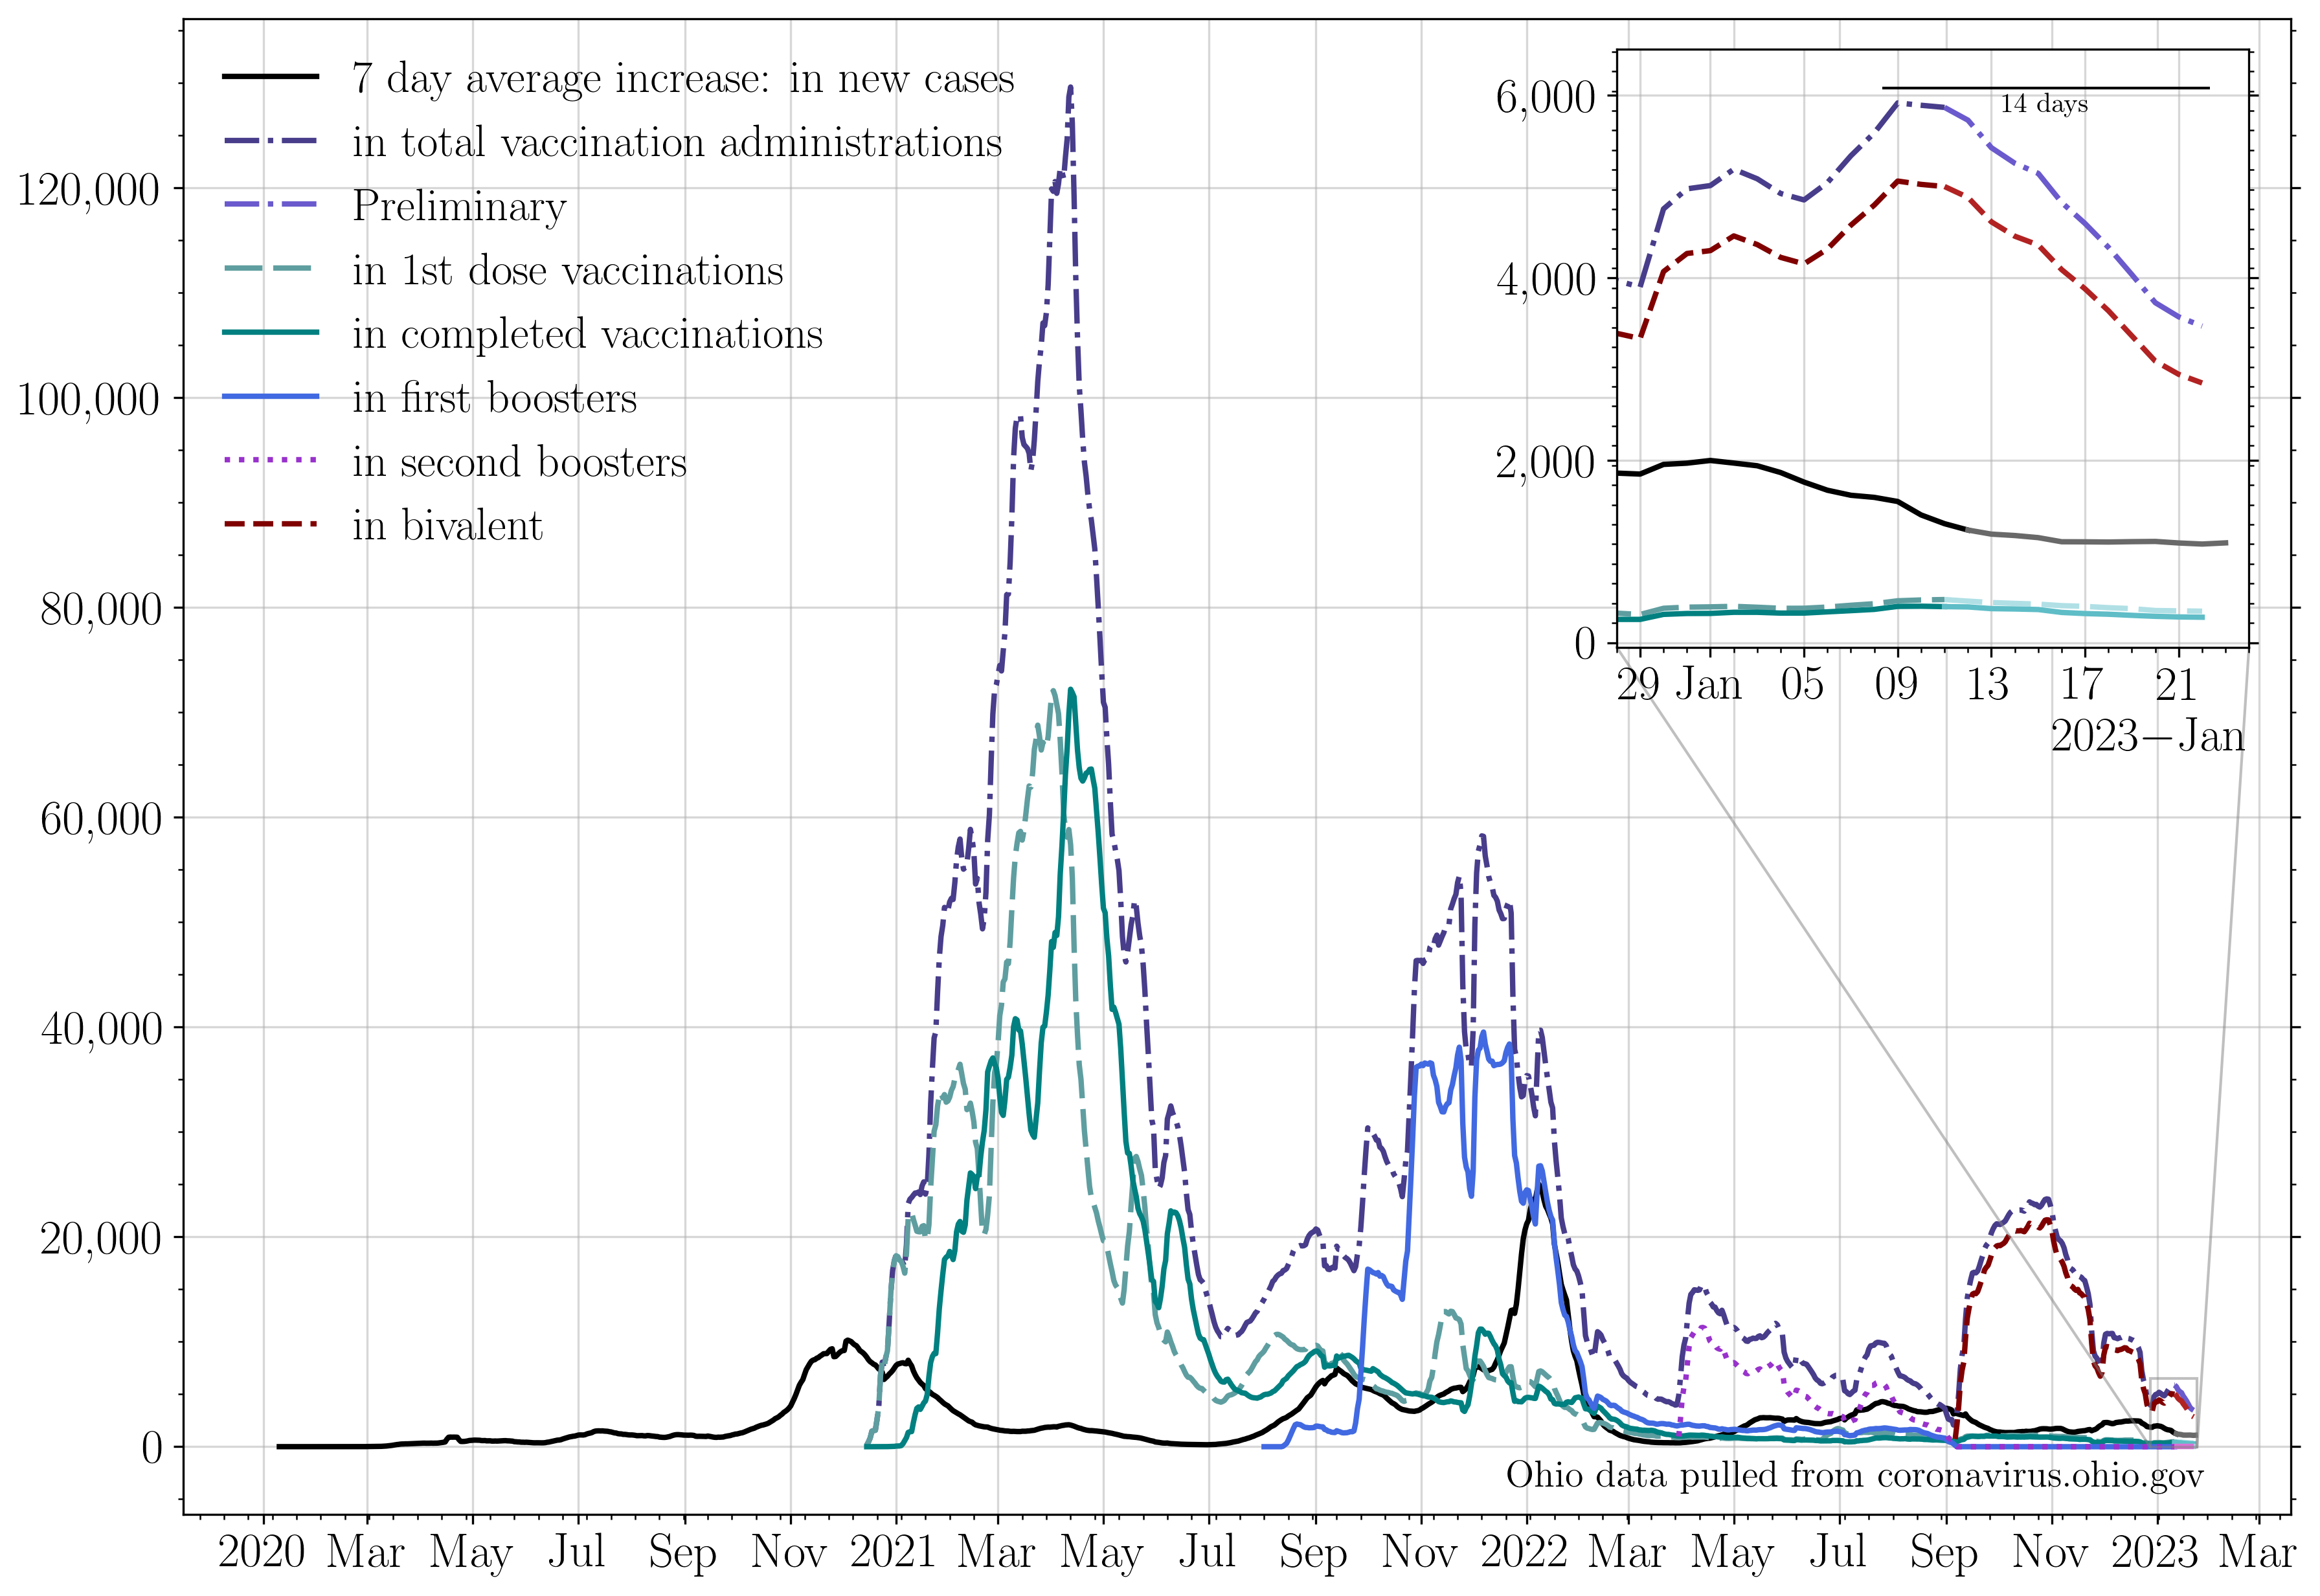 7 day average increase: in new cases
in total vaccination administrations
Preliminary
in 1st dose vaccinations
in completed vaccinations
in first boosters
in second boosters
in bivalent
120,000
100,000
80,000
60,000
40,000
20,000
0
6,000
4,000
2,000
0
14 days
29 Jan 05 09 13 17 21
2023−Jan
Ohio data pulled from coronavirus.ohio.gov
2020 Mar May Jul Sep Nov 2021 Mar May Jul Sep Nov 2022 Mar May Jul Sep Nov 2023 Mar